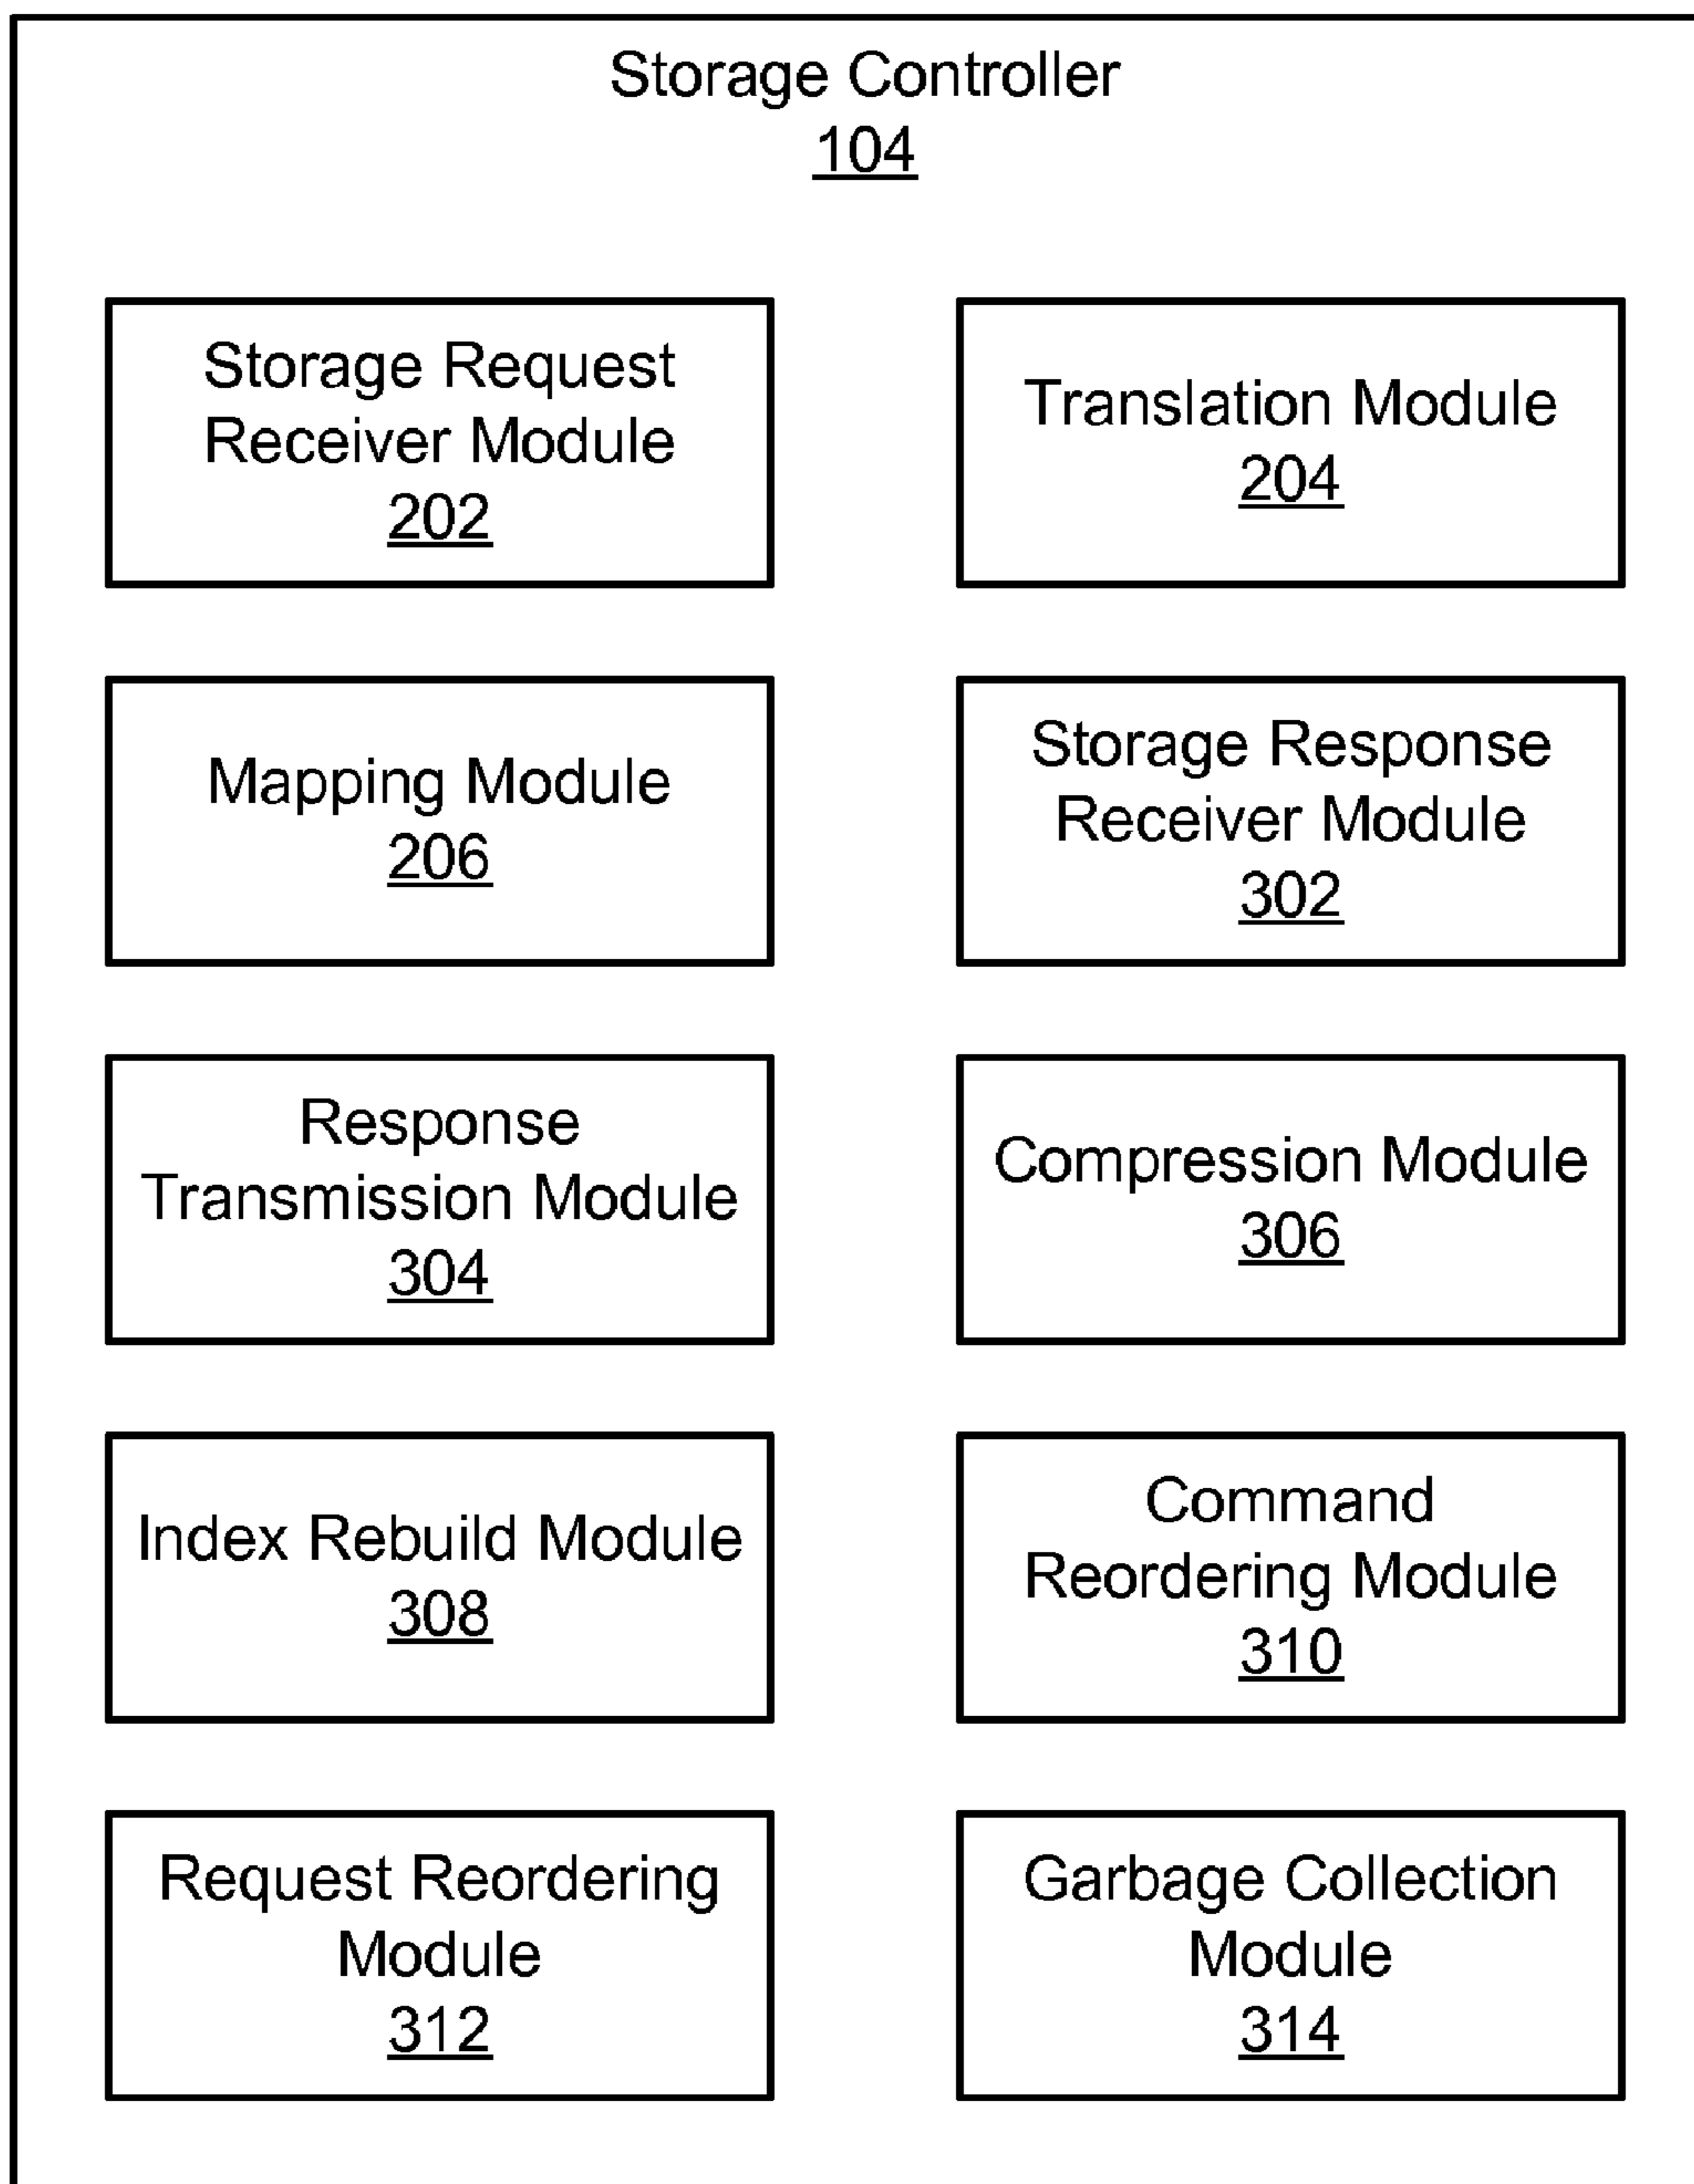 Storage Controller
104
Storage Request
Receiver Module
202
Translation Module
204
Mapping Module
206
Storage Response
Receiver Module
302
Response
Transmission Module
304
Compression Module
306
Index Rebuild Module
308
Command
Reordering Module
310
Request Reordering
Module
312
Garbage Collection
Module
314